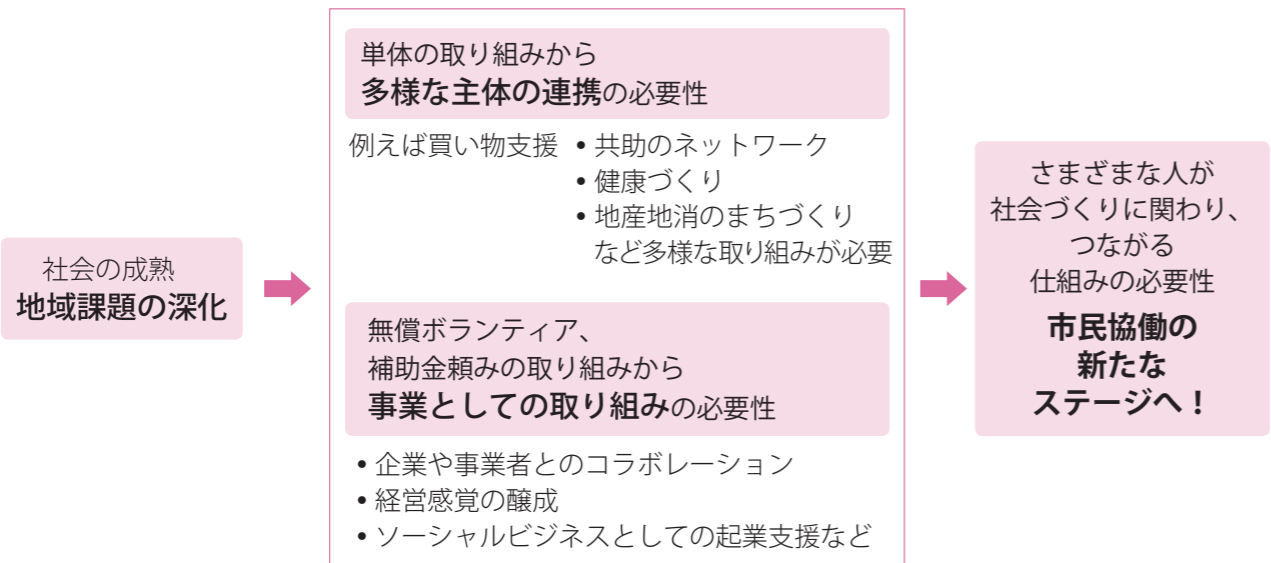 社会の成熟
地域課題の深化
単体の取り組みから
多様な主体の連携の必要性
例えば買い物支援 •共助のネットワーク
•健康づくり
•地産地消のまちづくり
など多様な取り組みが必要
無償ボランティア、
補助金頼みの取り組みから
事業としての取り組みの必要性
•企業や事業者とのコラボレーション
•経営感覚の醸成
•ソーシャルビジネスとしての起業支援など
さまざまな人が
社会づくりに関わり、
つながる
仕組みの必要性
市民協働の
新たな
ステージへ！